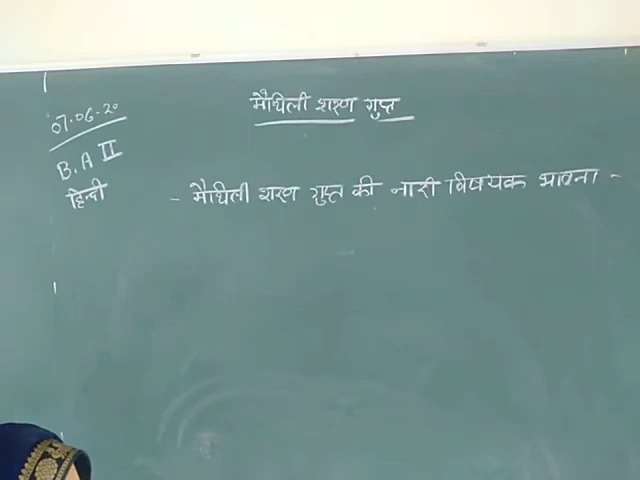 मैथिली शरण गुप्त
07.06.20
B.A II
हिन्दी
- मैथिली शरण गुप्त की नारी विषयक भावना -